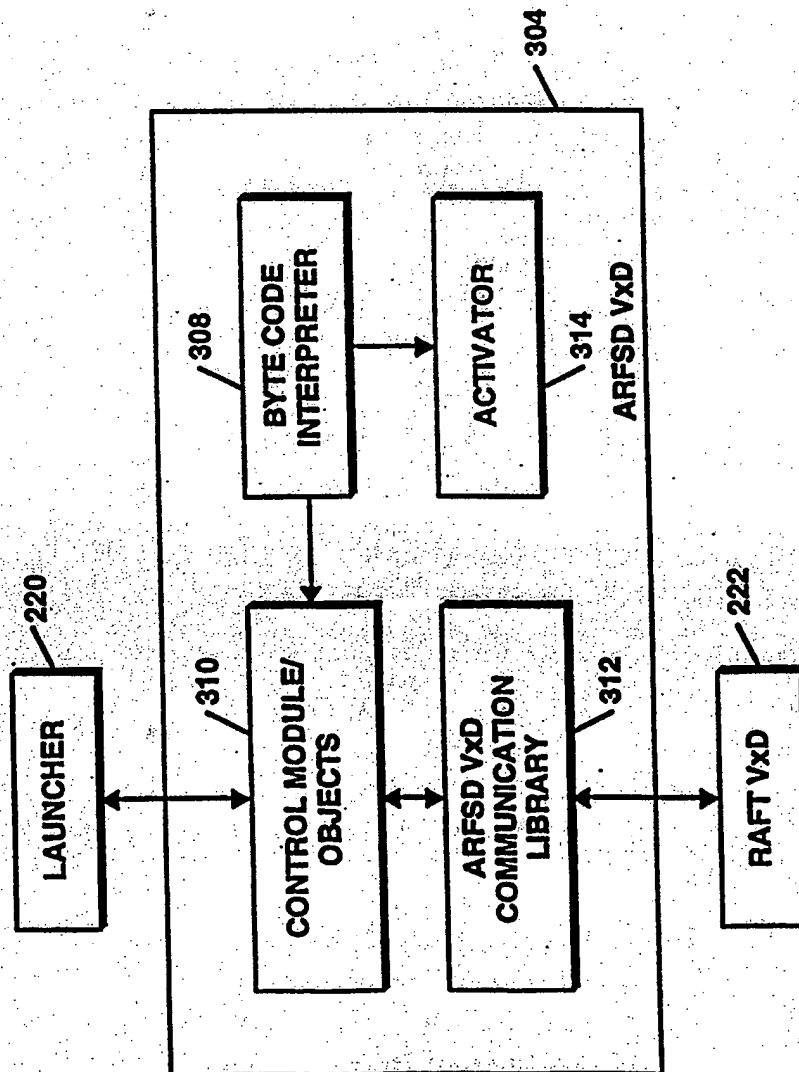 LAUNCHER
220
310
CONTROL MODULE/
OBJECTS
308
BYTE CODE
INTERPRETER
304
ARFSD VxD
COMMUNICATION
LIBRARY
312
ACTIVATOR
314
ARFSD VxD
RAFT VxD
222